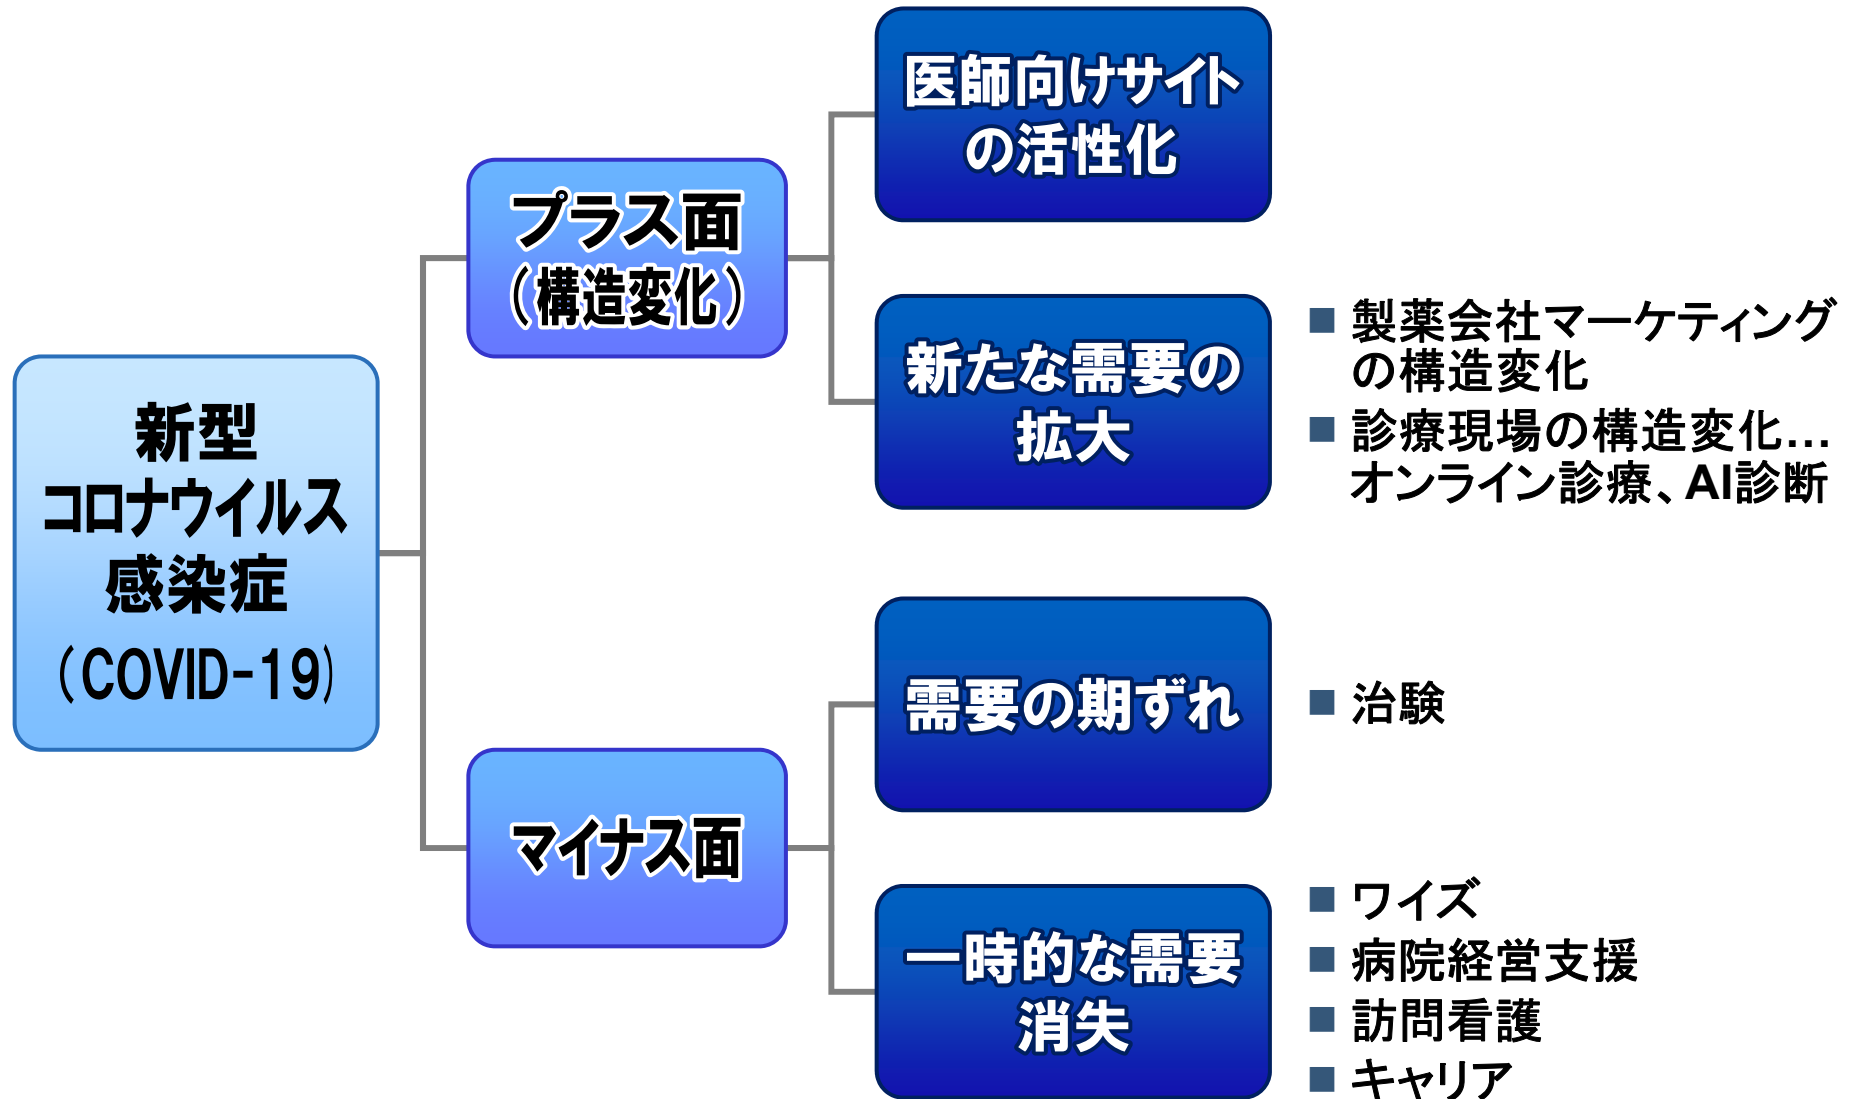 新型
コロナウイルス
感染症
（COVID-19）
プラス面
（構造変化）
医師向けサイト
の活性化
新たな需要の
拡大
■ 製薬会社マーケティング
の構造変化
■ 診療現場の構造変化…
オンライン診療、AI診断
マイナス面
需要の期ずれ
■ 治験
一時的な需要
消失
■ ワイズ
■ 病院経営支援
■ 訪問看護
■ キャリア